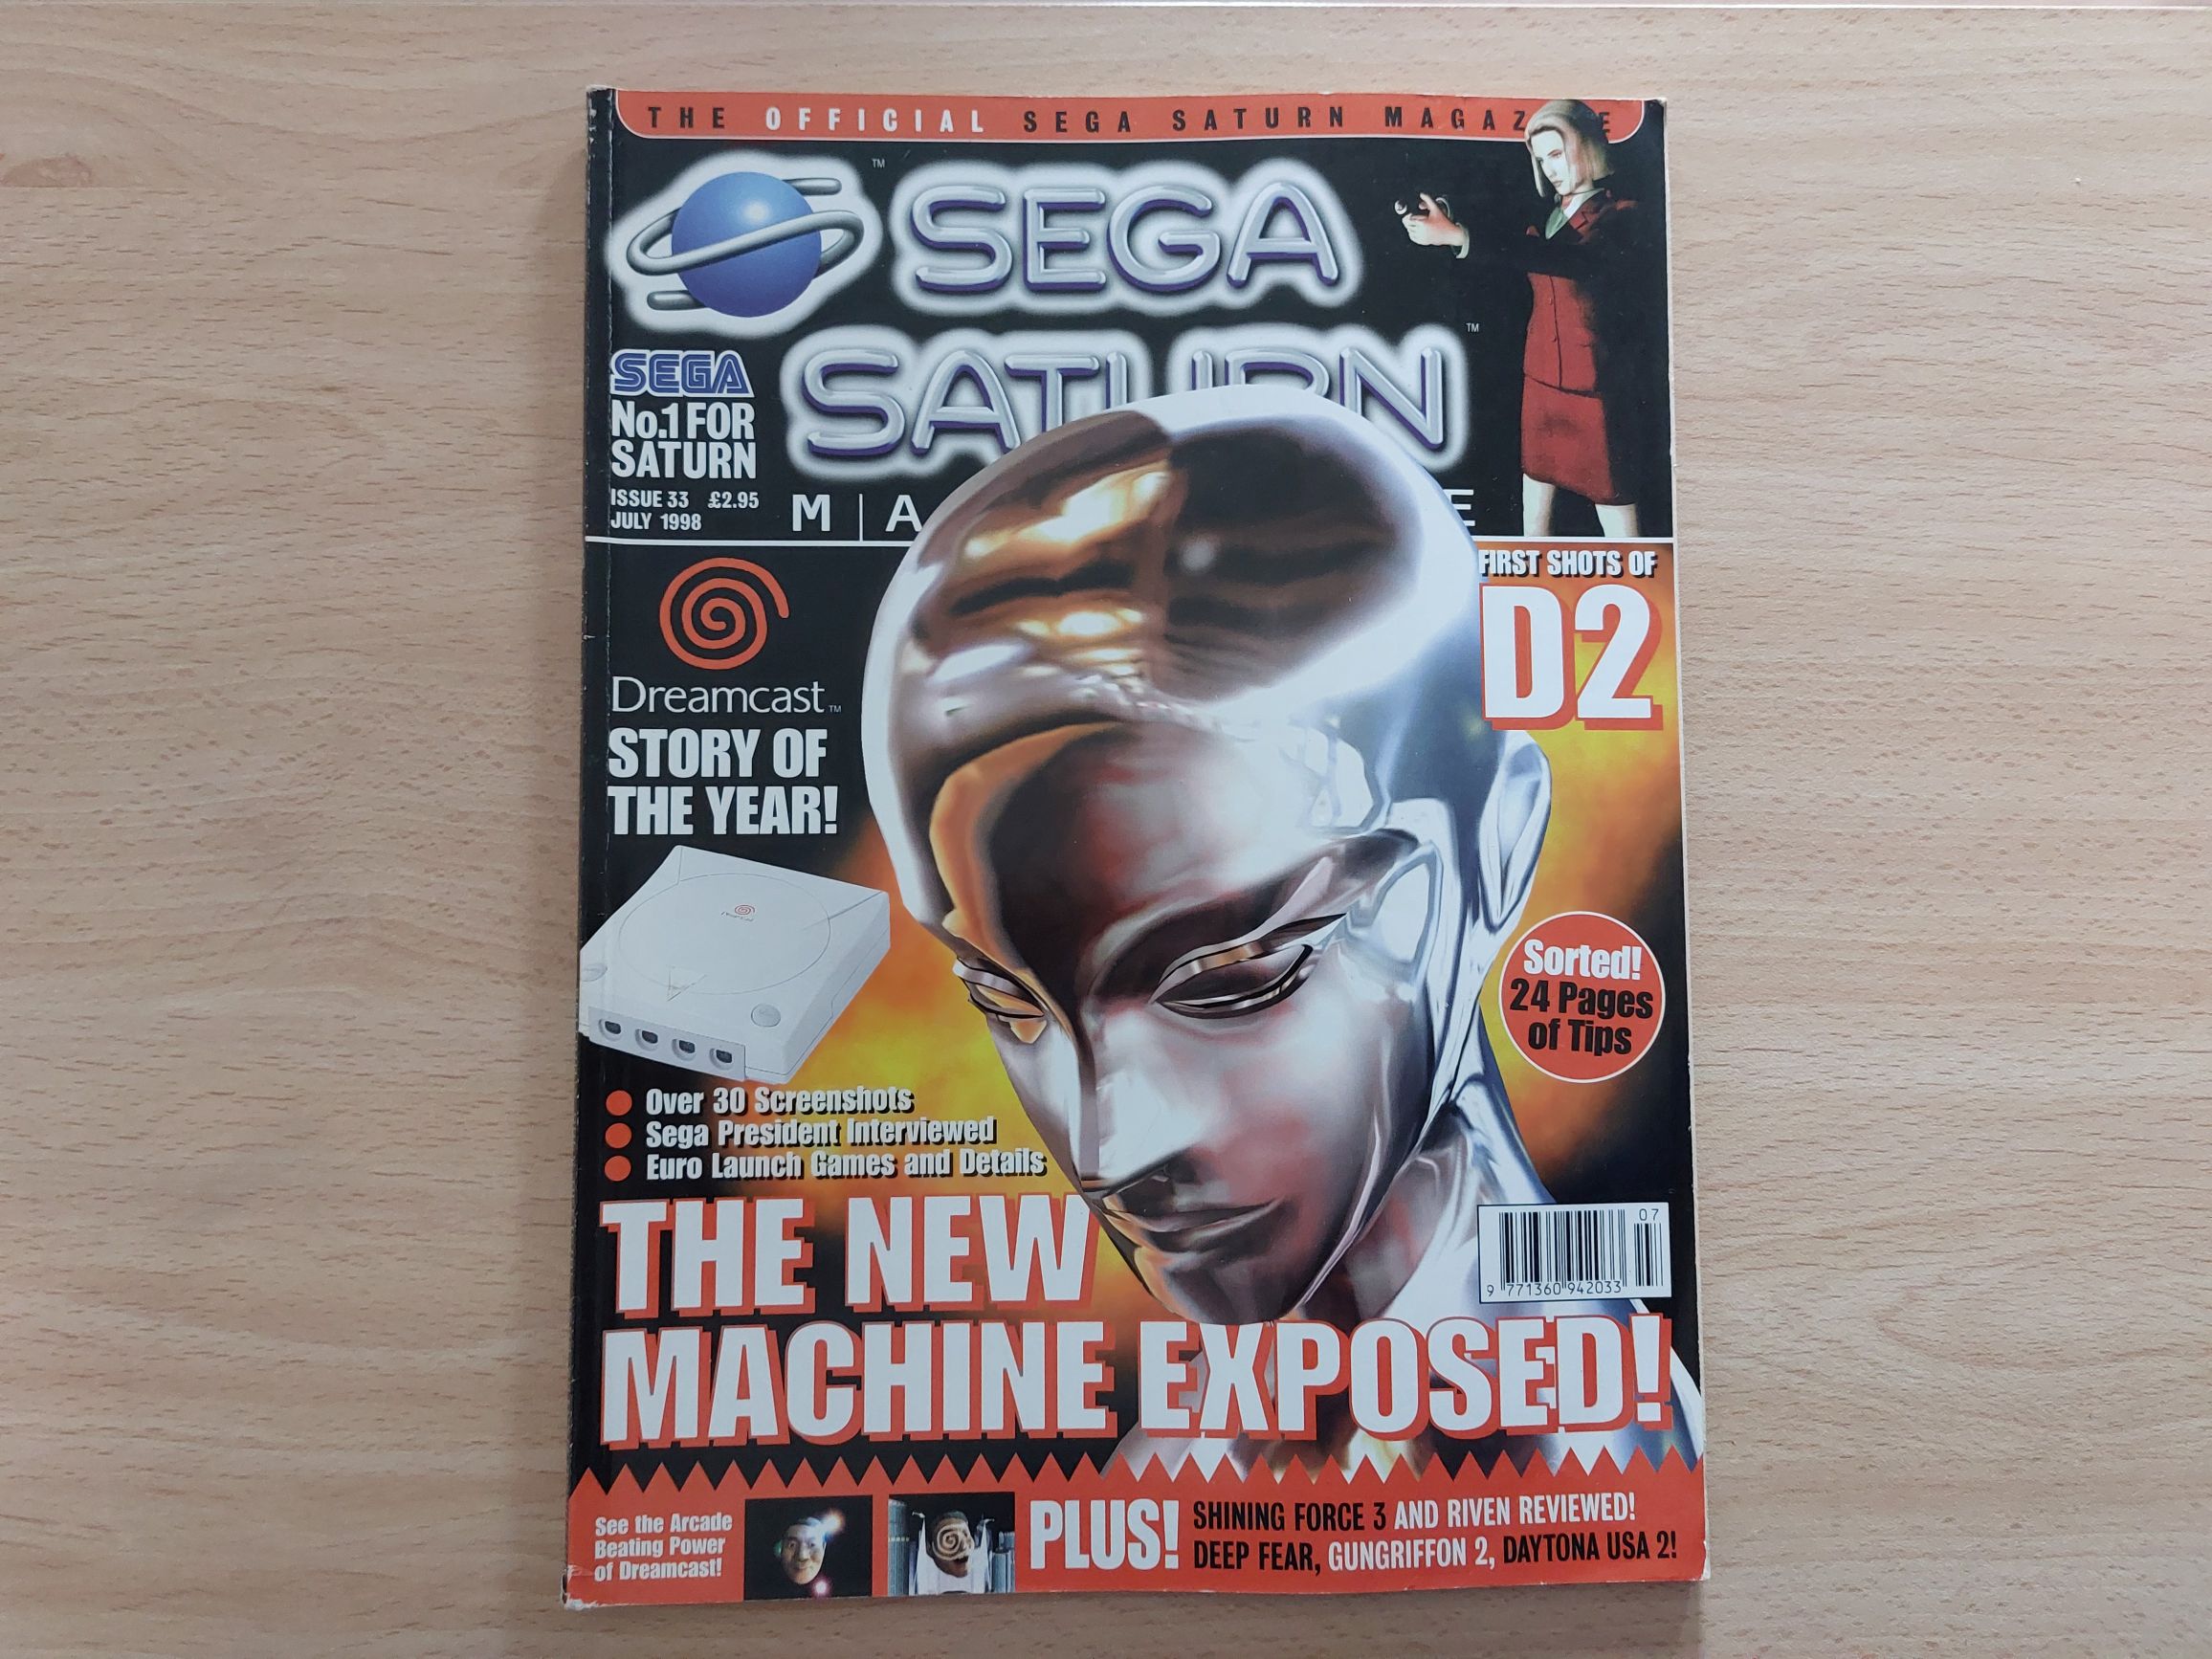 THE OFFICIAL SEGA SATURN
™
SEGA
SATURN
™
SEGA
No.1 FOR
SATURN
ISSUE 33 £2.95
JULY 1998
FIRST SHOTS OF
D2
Dreamcast™
STORY OF
THE YEAR!
Sorted!
24 Pages
of Tips
Over 30 Screenshots
Sega President Interviewed
Euro Launch Games and Details
07
9 771360 942033
THE NEW
MACHINE EXPOSED!
See the Arcade
Beating Power
of Dreamcast!
PLUS!
SHINING FORCE 3 AND RIVEN REVIEWED!
DEEP FEAR, GUNGRIFFON 2, DAYTONA USA 2!